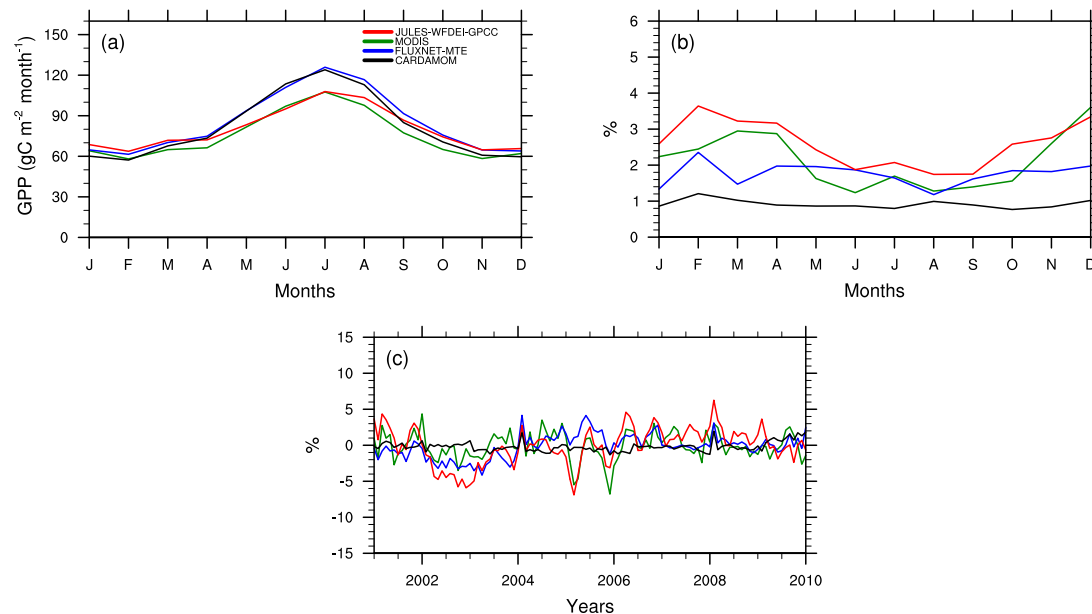 (a)
JULES-WFDEI-GPCC
MODIS
FLUXNET-MTE
CARDAMOM
GPP (gC m⁻² month⁻¹)
150
120
90
60
30
0
J F M A M J J A S O N D
Months
(b)
%
6
5
4
3
2
1
0
J F M A M J J A S O N D
Months
(c)
%
15
10
5
0
-5
-10
-15
2002 2004 2006 2008 2010
Years